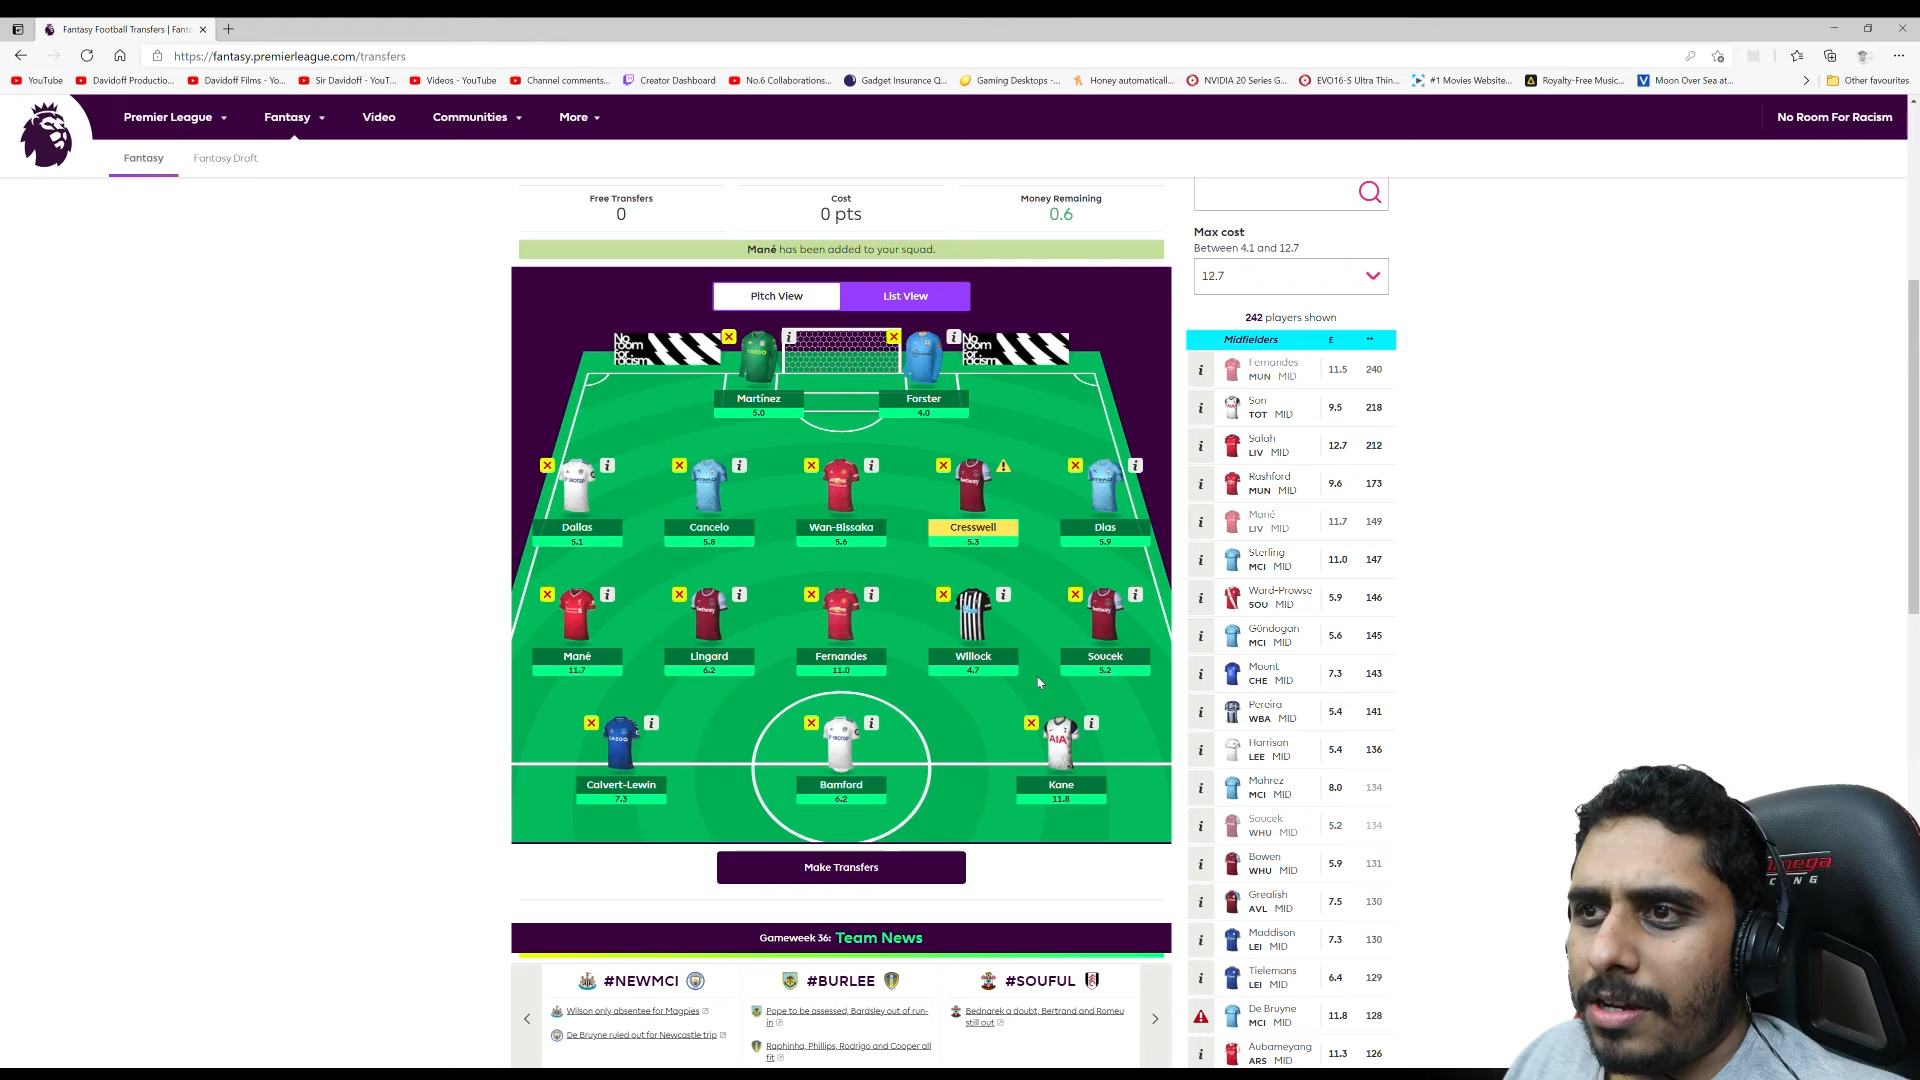 Fantasy Football Transfers | Fanta
https://fantasy.premierleague.com/transfers
YouTube
Davidoff Productio...
Davidoff Films - Yo...
Sir Davidoff - YouT...
Videos - YouTube
Channel comments...
Creator Dashboard
No.6 Collaborations...
Gadget Insurance Q...
Gaming Desktops -...
Honey automaticall...
NVIDIA 20 Series G...
EVO16-S Ultra Thin...
#1 Movies Website...
Royalty-Free Music...
Moon Over Sea at...
Other favourites
Premier League
Fantasy
Video
Communities
More
No Room For Racism
Fantasy
Fantasy Draft
Free Transfers
0
Cost
0 pts
Money Remaining
0.6
Mané has been added to your squad.
Pitch View
List View
No room for racism
No room for racism
Martínez
5.0
Forster
4.0
Dallas
5.1
Cancelo
5.8
Wan-Bissaka
5.6
Cresswell
5.3
Dias
5.9
Mané
11.7
Lingard
6.2
Fernandes
11.0
Willock
4.7
Soucek
5.2
Calvert-Lewin
7.3
Bamford
6.2
Kane
11.8
Make Transfers
Gameweek 36: Team News
#NEWMCI
Wilson only absentee for Magpies
De Bruyne ruled out for Newcastle trip
#BURLEE
Pope to be assessed, Bardsley out of run-
in
Raphinha, Phillips, Rodrigo and Cooper all
fit
#SOUFUL
Bednarek a doubt, Bertrand and Romeu
still out
Max cost
Between 4.1 and 12.7
12.7
242 players shown
Midfielders £ **
Fernandes
MUN MID 11.5 240
Son
TOT MID 9.5 218
Salah
LIV MID 12.7 212
Rashford
MUN MID 9.6 173
Mané
LIV MID 11.7 149
Sterling
MCI MID 11.0 147
Ward-Prowse
SOU MID 5.9 146
Gündogan
MCI MID 5.6 145
Mount
CHE MID 7.3 143
Pereira
WBA MID 5.4 141
Harrison
LEE MID 5.4 136
Mahrez
MCI MID 8.0 134
Soucek
WHU MID 5.2 134
Bowen
WHU MID 5.9 131
Grealish
AVL MID 7.5 130
Maddison
LEI MID 7.3 130
Tielemans
LEI MID 6.4 129
De Bruyne
MCI MID 11.8 128
Aubameyang
ARS MID 11.3 126